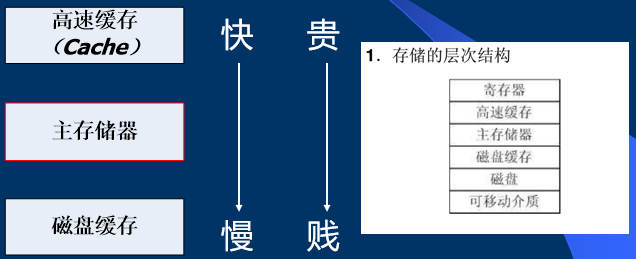 高速缓存
（Cache）
主存储器
磁盘缓存
快 贵
慢 贱
1．存储的层次结构
寄存器
高速缓存
主存储器
磁盘缓存
磁盘
可移动介质